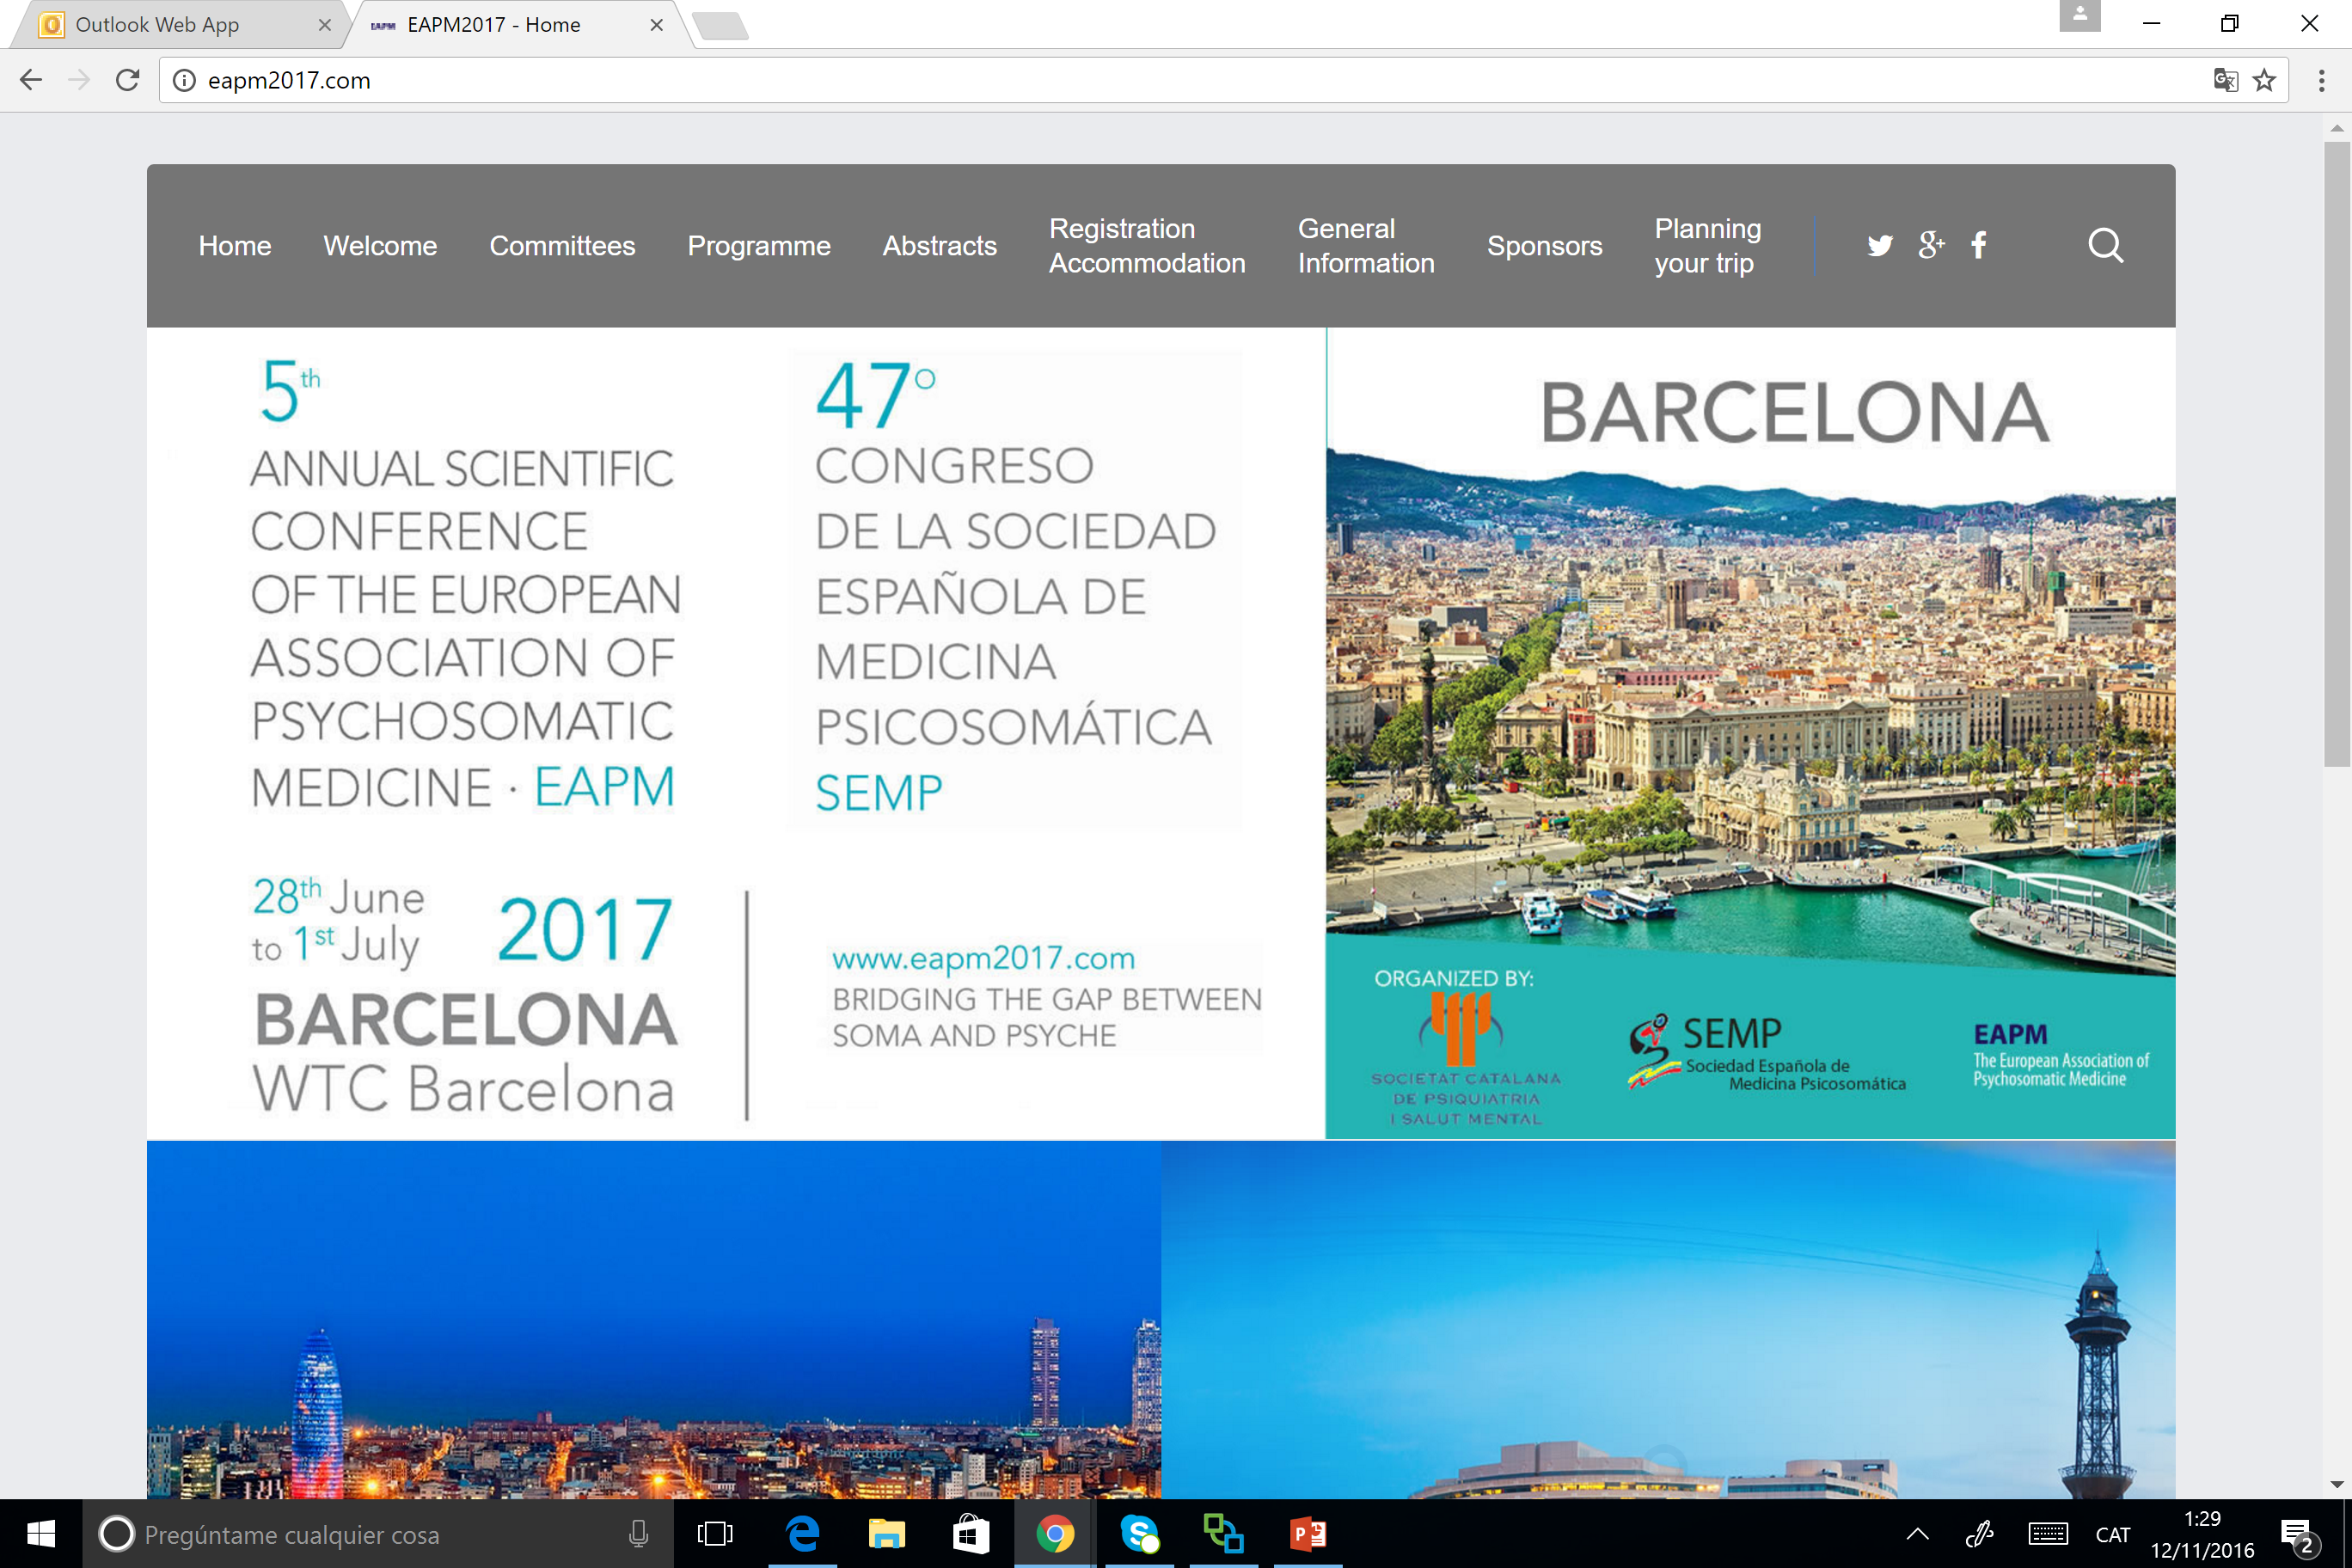 Outlook Web App
EAPM EAPM2017 - Home
eapm2017.com
Home
Welcome
Committees
Programme
Abstracts
Registration
Accommodation
General
Information
Sponsors
Planning
your trip
5th
ANNUAL SCIENTIFIC
CONFERENCE
OF THE EUROPEAN
ASSOCIATION OF
PSYCHOSOMATIC
MEDICINE · EAPM
47º
CONGRESO
DE LA SOCIEDAD
ESPAÑOLA DE
MEDICINA
PSICOSOMÁTICA
SEMP
28th June
to 1st July
2017
BARCELONA
WTC Barcelona
www.eapm2017.com
BRIDGING THE GAP BETWEEN
SOMA AND PSYCHE
BARCELONA
ORGANIZED BY:
SOCIETAT CATALANA
DE PSIQUIATRIA
I SALUT MENTAL
SEMP
Sociedad Española de
Medicina Psicosomática
EAPM
The European Association of
Psychosomatic Medicine
Pregúntame cualquier cosa
CAT
1:29
12/11/2016
2